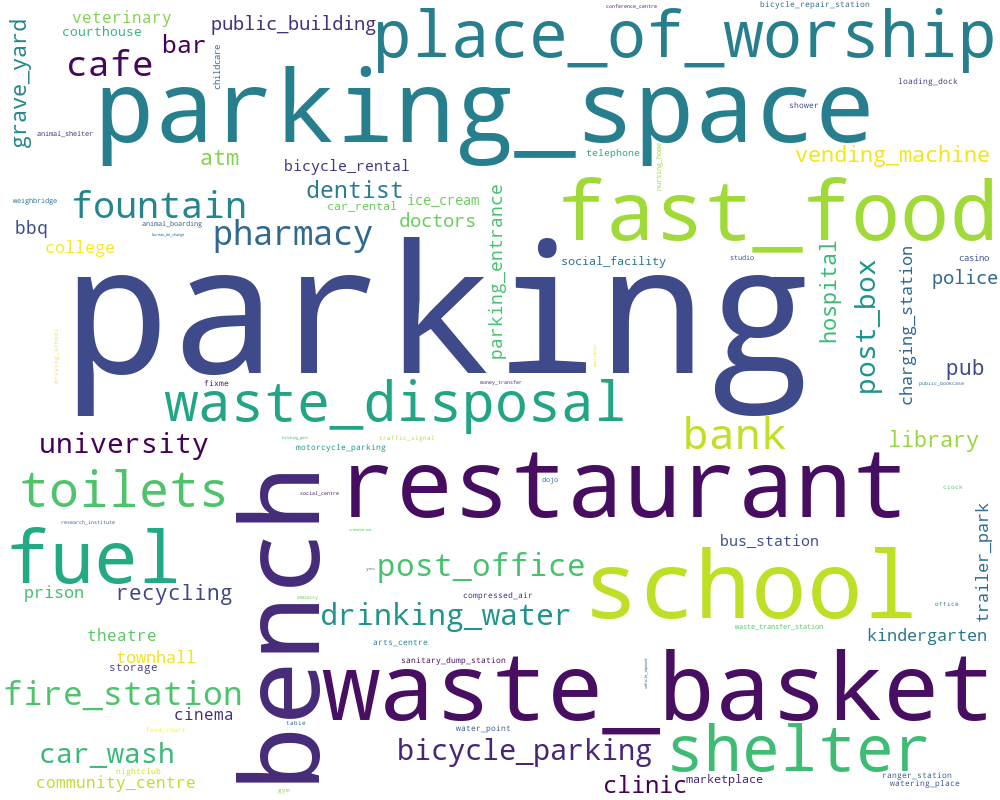 conference_centre
bicycle_repair_station
veterinary
place_of_worship
public_building
courthouse
bar
cafe
grave_yard
childcare
parking_space
loading_dock
shower
animal_shelter
atm
telephone
vending_machine
bicycle_rental
nursing_home
dentist
fast_food
weighbridge
fountain
car_rental
ice_cream
animal_boarding
doctors
bbq
pharmacy
bureau_de_change
college
parking_entrance
social_facility
studio
hospital
casino
post_box
charging_station
police
parking
driving_school
pub
fixme
money_transfer
public_bookcase
waste_disposal
university
motorcycle_parking
traffic_signal
bank
library
toilets
social_centre
restaurant
dojo
clock
research_institute
bench
fuel
bus_station
trailer_park
post_office
yes
school
prison
recycling
compressed_air
embassy
office
drinking_water
waste_transfer_station
theatre
arts_centre
kindergarten
townhall
storage
sanitary_dump_station
waste_basket
fire_station
cinema
table
food_court
water_point
car_wash
bicycle_parking
shelter
nightclub
community_centre
clinic
marketplace
ranger_station
watering_place
gym